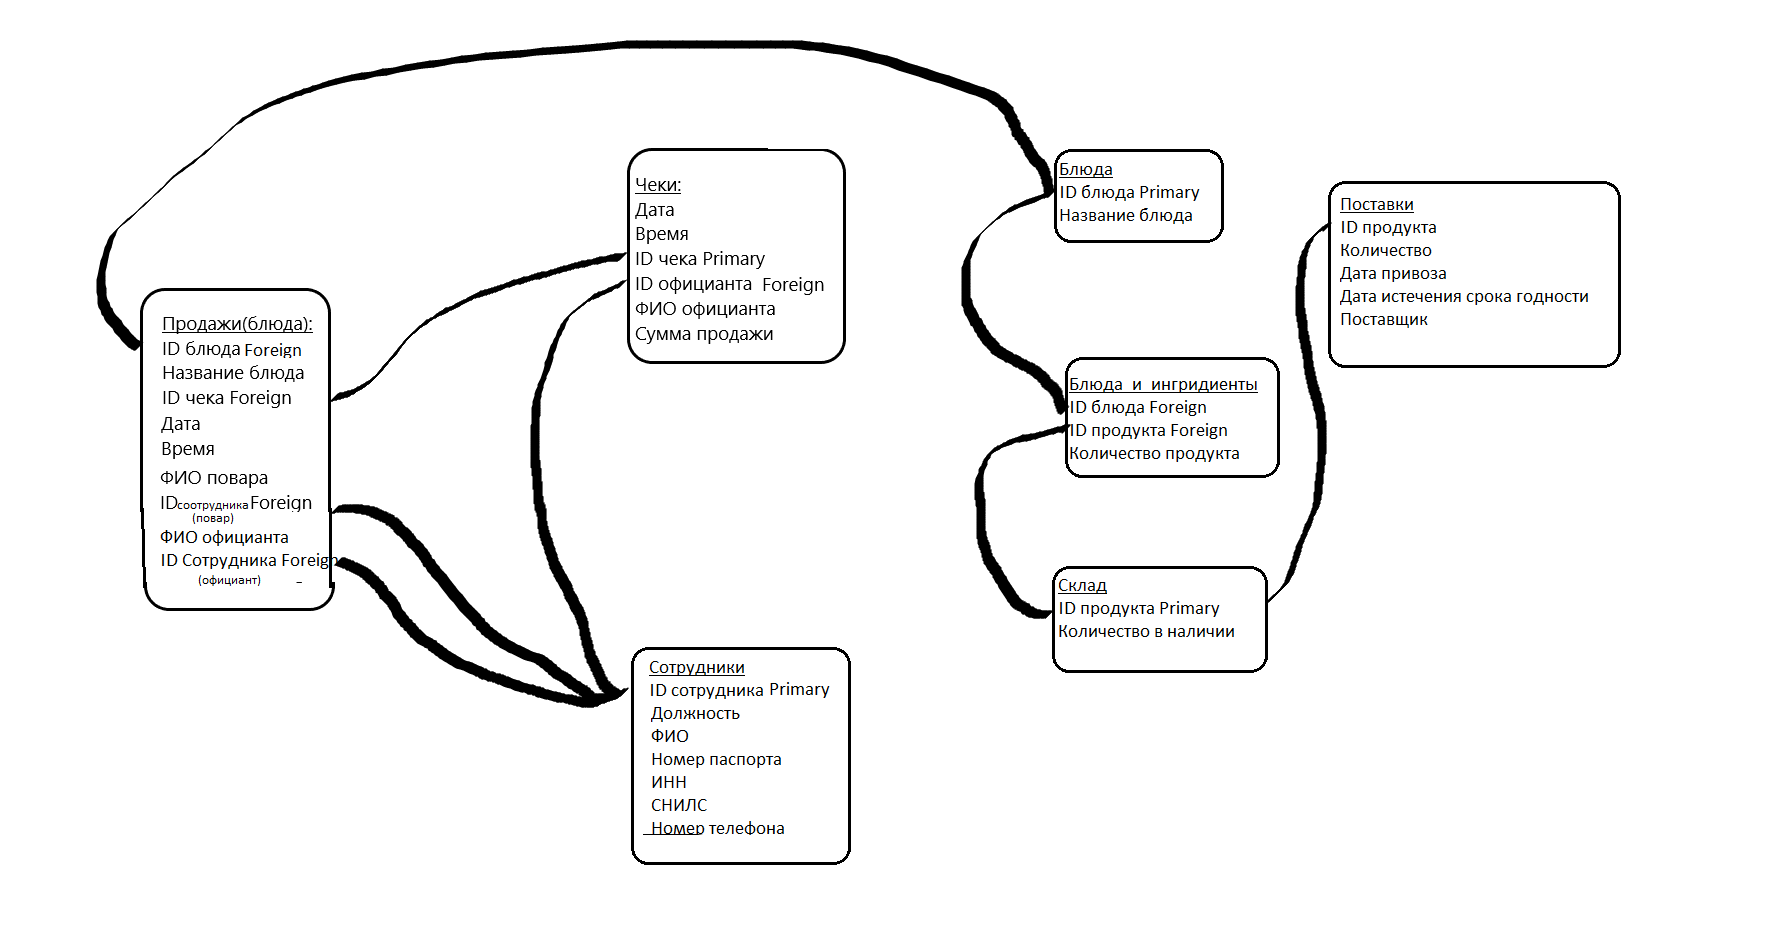 Продажи(блюда):
ID блюда Foreign
Название блюда
ID чека Foreign
Дата
Время
ФИО повара
IDсоотрудникаForeign
(повар)
ФИО официанта
ID Сотрудника Foreign
(официант)
Чеки:
Дата
Время
ID чека Primary
ID официанта Foreign
ФИО официанта
Сумма продажи
Сотрудники
ID сотрудника Primary
Должность
ФИО
Номер паспорта
ИНН
СНИЛС
Номер телефона
Блюда
ID блюда Primary
Название блюда
Блюда и ингридиенты
ID блюда Foreign
ID продукта Foreign
Количество продукта
Склад
ID продукта Primary
Количество в наличии
Поставки
ID продукта
Количество
Дата привоза
Дата истечения срока годности
Поставщик